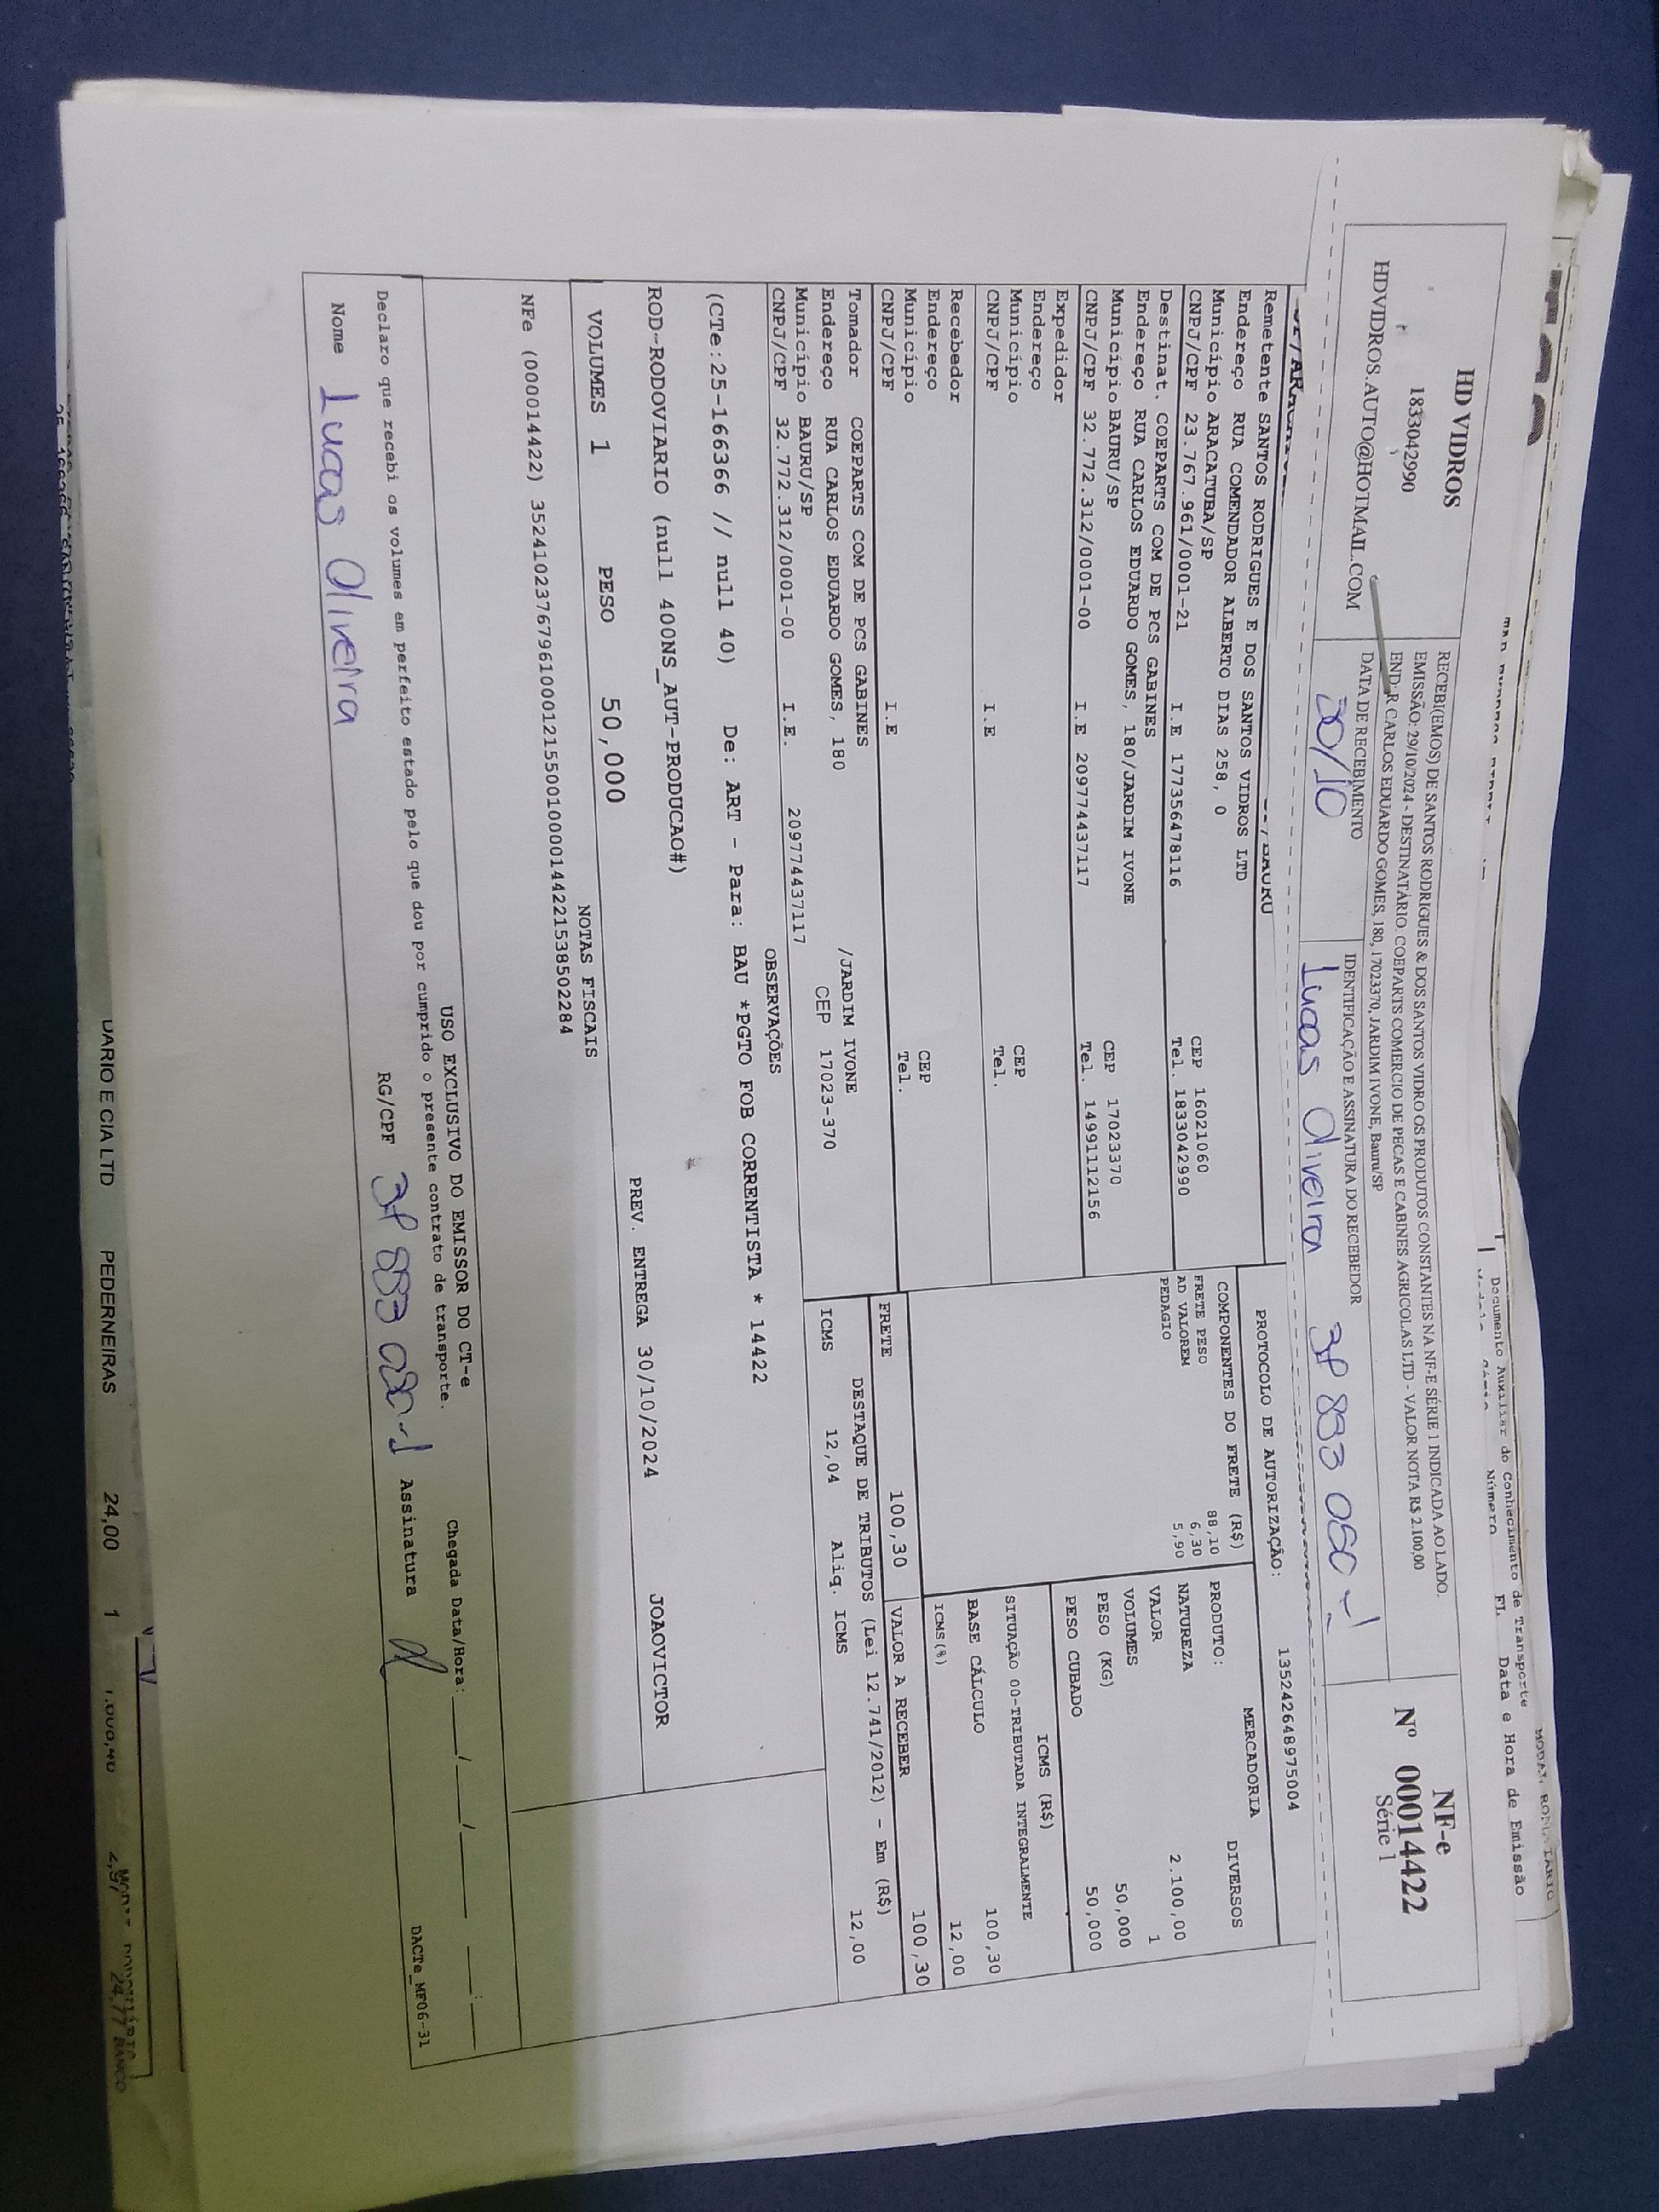 HD VIDROS
1833042990
HDVIDROS.AUTO@HOTMAIL.COM
RECEBI(EMOS) DE SANTOS RODRIGUES & DOS SANTOS VIDRO OS PRODUTOS CONSTANTES NA NF-E SÉRIE 1 INDICADA AO LADO.
EMISSÃO: 29/10/2024 - DESTINATÁRIO: COEPARTS COMERCIO DE PECAS E CABINES AGRICOLAS LTD - VALOR NOTA R$ 2.100,00
END: R CARLOS EDUARDO GOMES, 180, 17023370, JARDIM IVONE, Bauru/SP
DATA DE RECEBIMENTO
30/10
IDENTIFICAÇÃO E ASSINATURA DO RECEBEDOR
Lucas Oliveira
NF-e
Nº 00014422
Série 1
Documento Auxiliar do Conhecimento de Transporte
Número FL Data e Hora de Emissão
PROTOCOLO DE AUTORIZAÇÃO: 135242648975004
Remetente SANTOS RODRIGUES E DOS SANTOS VIDROS LTD
Endereço RUA COMMENDADOR ALBERTO DIAS 258, 0
Município ARACATUBA/SP CEP 16021060
CNPJ/CPF 23.767.961/0001-21 I.E 177356478116 Tel. 1833042990
Destinat. COEPARTS COM DE PCS GABINES
Endereço RUA CARLOS EDUARDO GOMES, 180/JARDIM IVONE
Município BAURU/SP CEP 17023370
CNPJ/CPF 32.772.312/0001-00 I.E 209774437117 Tel. 14991112156
Expedidor
Endereço
Município CEP
CNPJ/CPF I.E Tel.
Recebedor
Endereço
Município CEP
CNPJ/CPF I.E Tel.
Tomador COEPARTS COM DE PCS GABINES
Endereço RUA CARLOS EDUARDO GOMES, 180 /JARDIM IVONE
Município BAURU/SP CEP 17023-370
CNPJ/CPF 32.772.312/0001-00 I.E. 209774437117
COMPONENTES DO FRETE (R$)
FRETE PESO 88,10
AD VALOREM 6,30
PEDAGIO 5,90
MERCADORIA
PRODUTO: DIVERSOS
NATUREZA
VALOR 2.100,00
VOLUMES 1
PESO (KG) 50,000
PESO CUBADO 50,000
ICMS (R$)
SITUAÇÃO 00-TRIBUTADA INTEGRALMENTE
BASE CÁLCULO 100,30
ICMS(%) 12,00
FRETE 100,30 VALOR A RECEBER 100,30
DESTAQUE DE TRIBUTOS (Lei 12.741/2012) - Em (R$)
ICMS 12,04 Aliq. ICMS 12,00
OBSERVAÇÕES
(CTe:25-166366 // null 40) De: ART - Para: BAU *PGTO FOB CORRENTISTA * 14422
ROD-RODOVIARIO (null 400NS_AUT-PRODUCAO#)
PREV. ENTREGA 30/10/2024 JOAOVICTOR
VOLUMES 1 PESO 50,000
NOTAS FISCAIS
NFe (000014422) 35241023767961000121550010000144221538502284
USO EXCLUSIVO DO EMISSOR DO CT-e
Declaro que recebi os volumes em perfeito estado pelo que dou por cumprido o presente contrato de transporte.
Chegada Data/Hora: ____/____/____ ____:____
Nome Lucas Oliveira RG/CPF Assinatura
DACTe_MF06-31
DARIO E CIA LTD PEDERNEIRAS 24,00 1